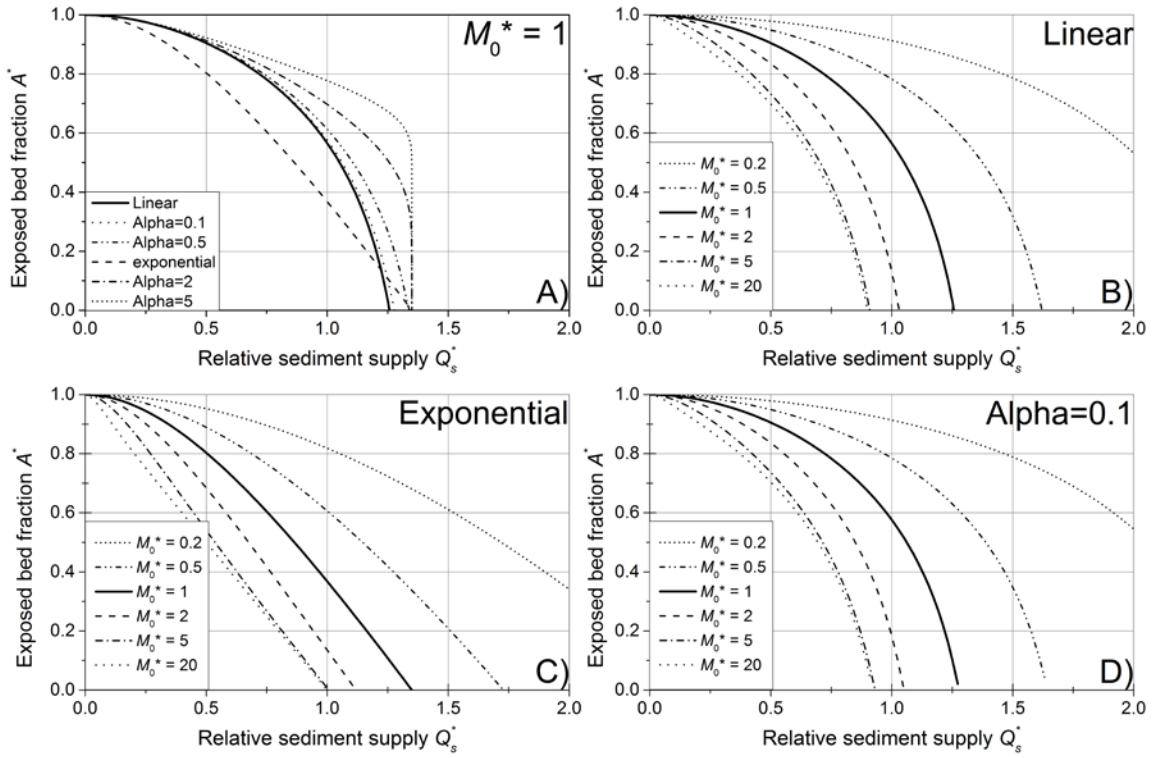 M₀* = 1
1.0
0.8
0.6
0.4
0.2
0.0
Exposed bed fraction A*
Linear
Alpha=0.1
Alpha=0.5
exponential
Alpha=2
Alpha=5
A)
0.0 0.5 1.0 1.5 2.0
Relative sediment supply Qₛ*
Linear
1.0
0.8
0.6
0.4
0.2
0.0
Exposed bed fraction A*
M₀* = 0.2
M₀* = 0.5
M₀* = 1
M₀* = 2
M₀* = 5
M₀* = 20
B)
0.0 0.5 1.0 1.5 2.0
Relative sediment supply Qₛ*
Exponential
1.0
0.8
0.6
0.4
0.2
0.0
Exposed bed fraction A*
M₀* = 0.2
M₀* = 0.5
M₀* = 1
M₀* = 2
M₀* = 5
M₀* = 20
C)
0.0 0.5 1.0 1.5 2.0
Relative sediment supply Qₛ*
Alpha=0.1
1.0
0.8
0.6
0.4
0.2
0.0
Exposed bed fraction A*
M₀* = 0.2
M₀* = 0.5
M₀* = 1
M₀* = 2
M₀* = 5
M₀* = 20
D)
0.0 0.5 1.0 1.5 2.0
Relative sediment supply Qₛ*